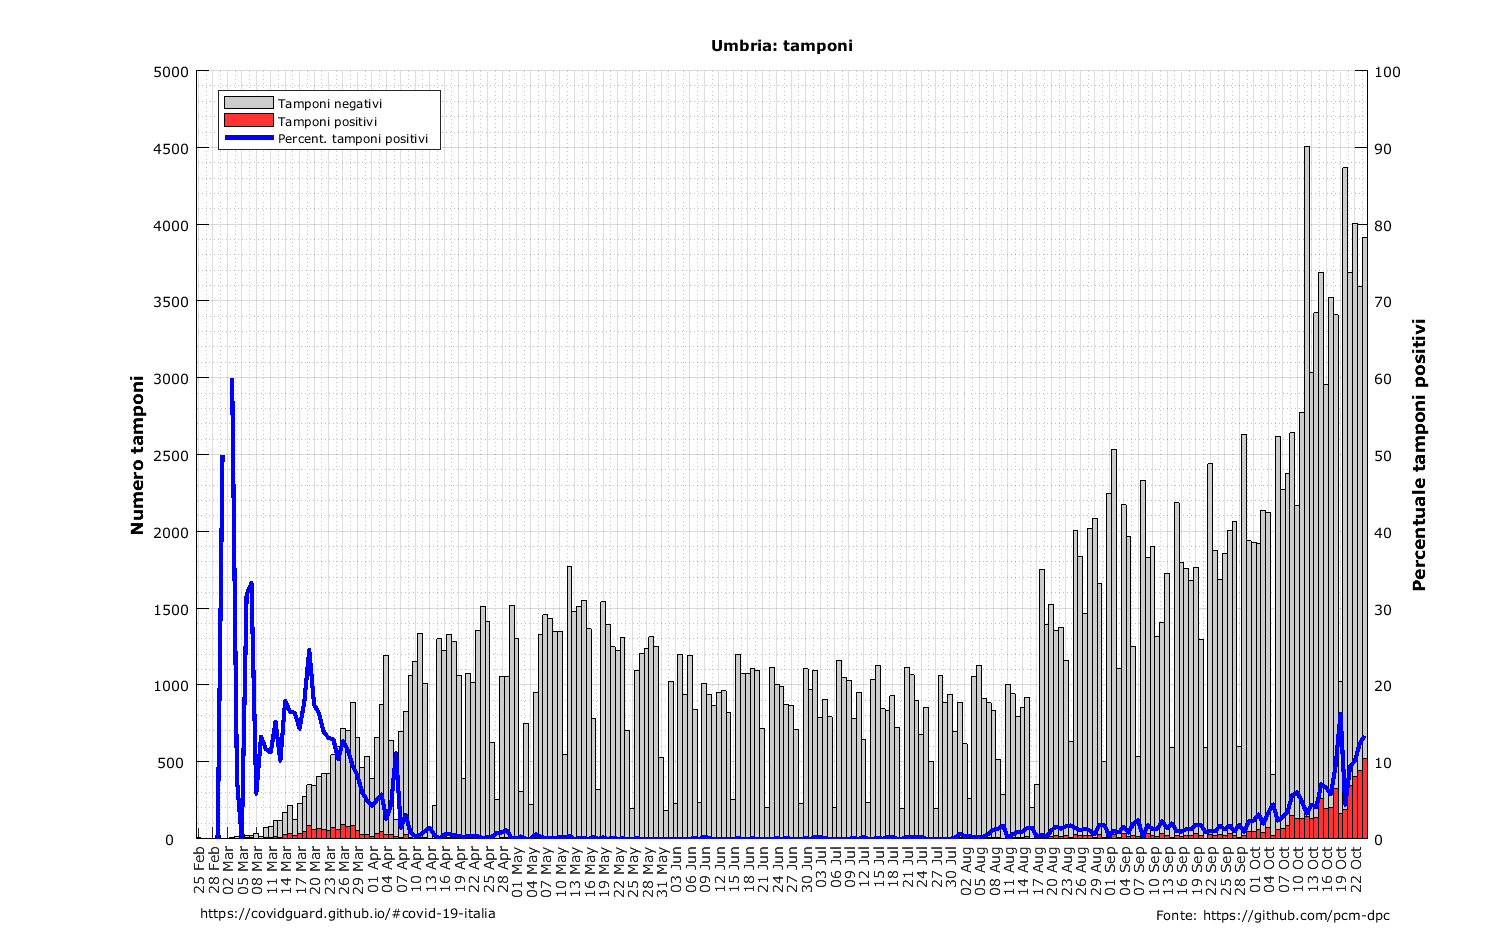 Umbria: tamponi
5000
4500
4000
3500
3000
2500
2000
1500
1000
500
0
Numero tamponi
Tamponi negativi
Tamponi positivi
Percent. tamponi positivi
100
90
80
70
60
50
40
30
20
10
0
Percentuale tamponi positivi
25 Feb
28 Feb
02 Mar
05 Mar
08 Mar
11 Mar
14 Mar
17 Mar
20 Mar
23 Mar
26 Mar
29 Mar
01 Apr
04 Apr
07 Apr
10 Apr
13 Apr
16 Apr
19 Apr
22 Apr
25 Apr
28 Apr
01 May
04 May
07 May
10 May
13 May
16 May
19 May
22 May
25 May
28 May
31 May
03 Jun
06 Jun
09 Jun
12 Jun
15 Jun
18 Jun
21 Jun
24 Jun
27 Jun
30 Jun
03 Jul
06 Jul
09 Jul
12 Jul
15 Jul
18 Jul
21 Jul
24 Jul
27 Jul
30 Jul
02 Aug
05 Aug
08 Aug
11 Aug
14 Aug
17 Aug
20 Aug
23 Aug
26 Aug
29 Aug
01 Sep
04 Sep
07 Sep
10 Sep
13 Sep
16 Sep
19 Sep
22 Sep
25 Sep
28 Sep
01 Oct
04 Oct
07 Oct
10 Oct
13 Oct
16 Oct
19 Oct
22 Oct
https://covidguard.github.io/#covid-19-italia
Fonte: https://github.com/pcm-dpc